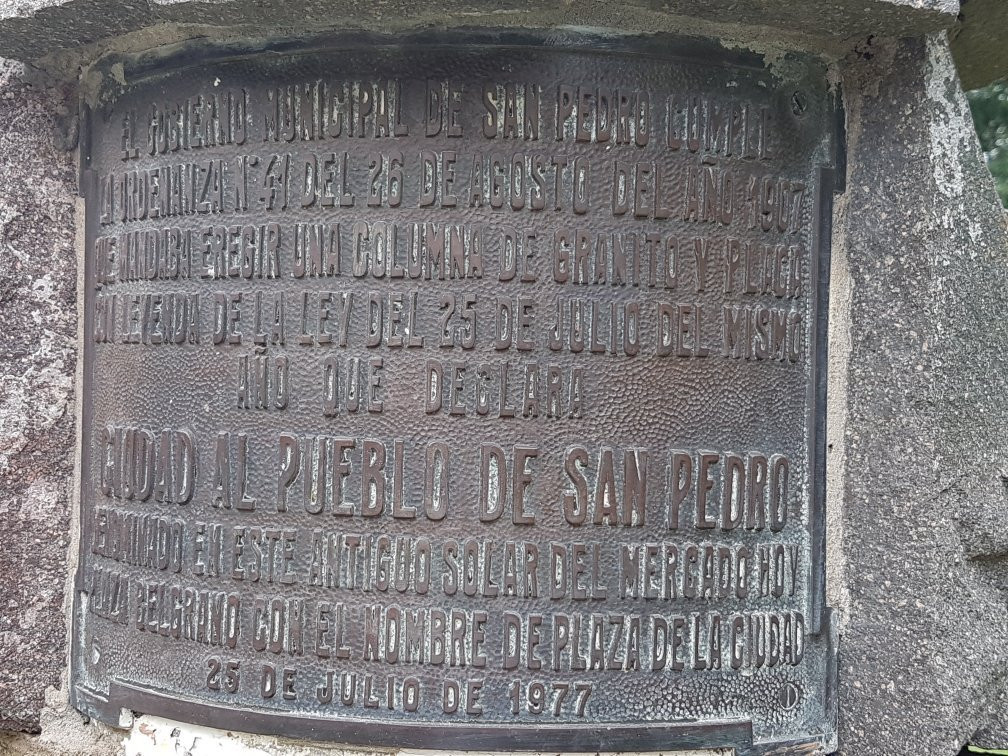 EL GOBIERNO MUNICIPAL DE SAN PEDRO CUMPLE
LA ORDENANZA N° 41 DEL 26 DE AGOSTO DEL AÑO 1907
QUE MANDABA EREGIR UNA COLUMNA DE GRANITO Y PLACA
CON LEYENDA DE LA LEY DEL 25 DE JULIO DEL MISMO
AÑO QUE DECLARA
CIUDAD AL PUEBLO DE SAN PEDRO
EN ESTE ANTIGUO SOLAR DEL MERCADO HOY
PLAZA BELGRANO CON EL NOMBRE DE PLAZA DE LA CIUDAD
25 DE JULIO DE 1977